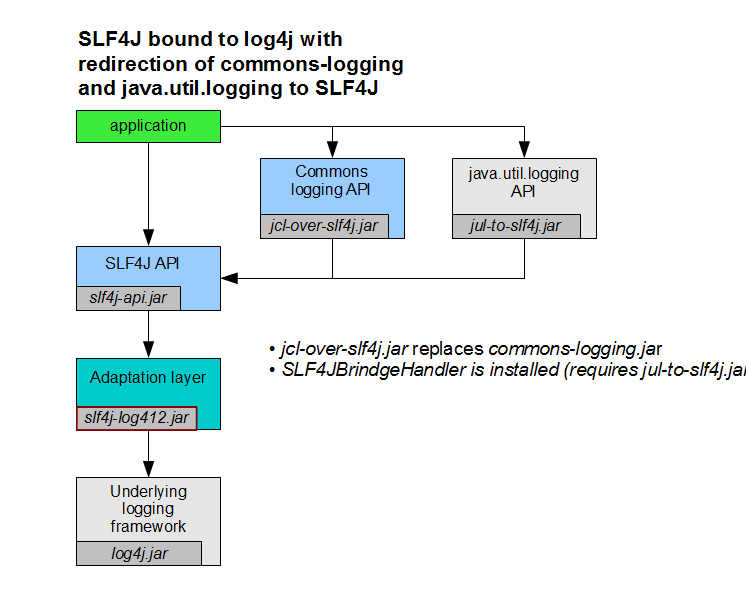 SLF4J bound to log4j with
redirection of commons-logging
and java.util.logging to SLF4J
application
Commons
logging API
jcl-over-slf4j.jar
java.util.logging
API
jul-to-slf4j.jar
SLF4J API
slf4j-api.jar
• jcl-over-slf4j.jar replaces commons-logging.jar
• SLF4JBrindgeHandler is installed (requires jul-to-slf4j.jar
Adaptation layer
slf4j-log412.jar
Underlying
logging
framework
log4j.jar